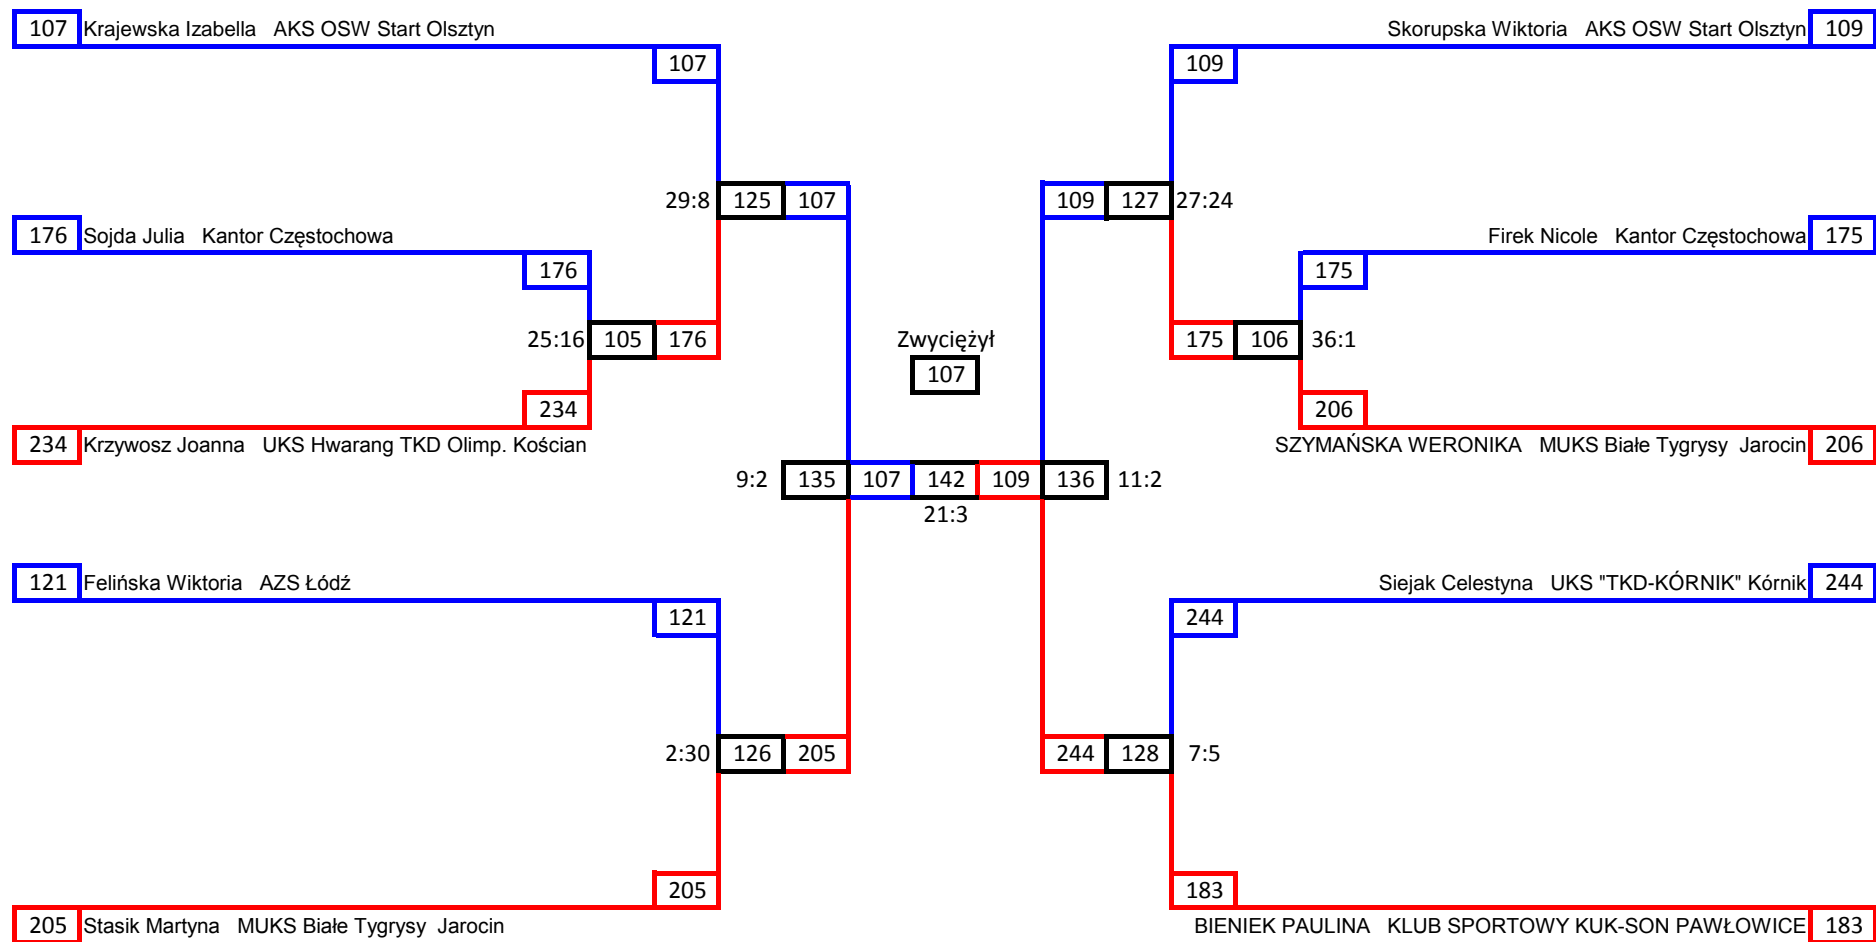 107 Krajewska Izabella AKS OSW Start Olsztyn
Skorupska Wiktoria AKS OSW Start Olsztyn 109
107
109
29:8 125 107
109 127 27:24
176 Sojda Julia Kantor Częstochowa
Firek Nicole Kantor Częstochowa 175
176
175
25:16 105 176
Zwyciężył
175 106 36:1
107
234
206
234 Krzywosz Joanna UKS Hwarang TKD Olimp. Kościan
SZYMAŃSKA WERONIKA MUKS Białe Tygrysy Jarocin 206
9:2 135 107 142 109 136 11:2
21:3
121 Felińska Wiktoria AZS Łódź
Siejak Celestyna UKS "TKD-KÓRNIK" Kórnik 244
121
244
2:30 126 205
244 128 7:5
205
183
205 Stasik Martyna MUKS Białe Tygrysy Jarocin
BIENIEK PAULINA KLUB SPORTOWY KUK-SON PAWŁOWICE 183